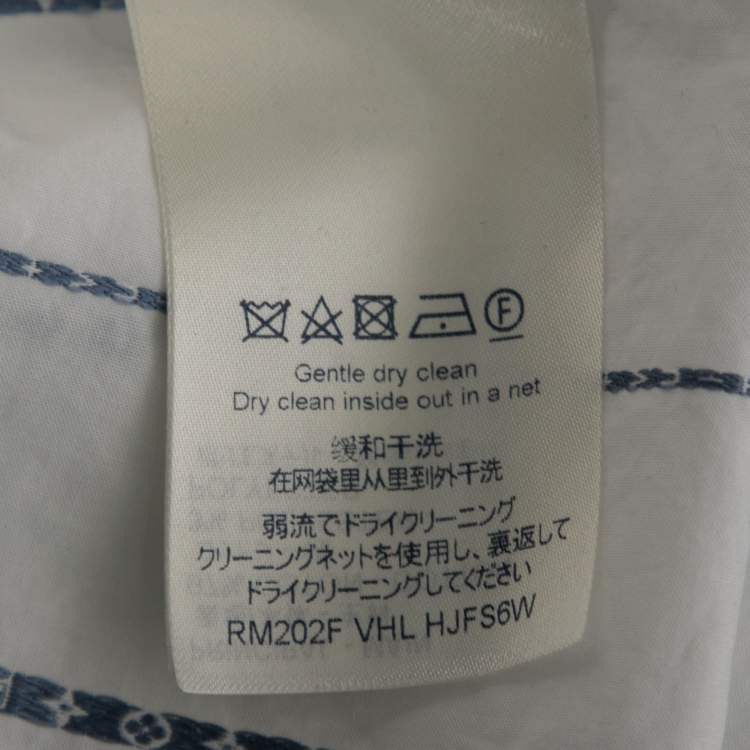 F
Gentle dry clean
Dry clean inside out in a net
缓和干洗
在网袋里从里到外干洗
弱流でドライクリーニング
クリーニングネットを使用し、裏返して
ドライクリーニングしてください
RM202F VHL HJFS6W